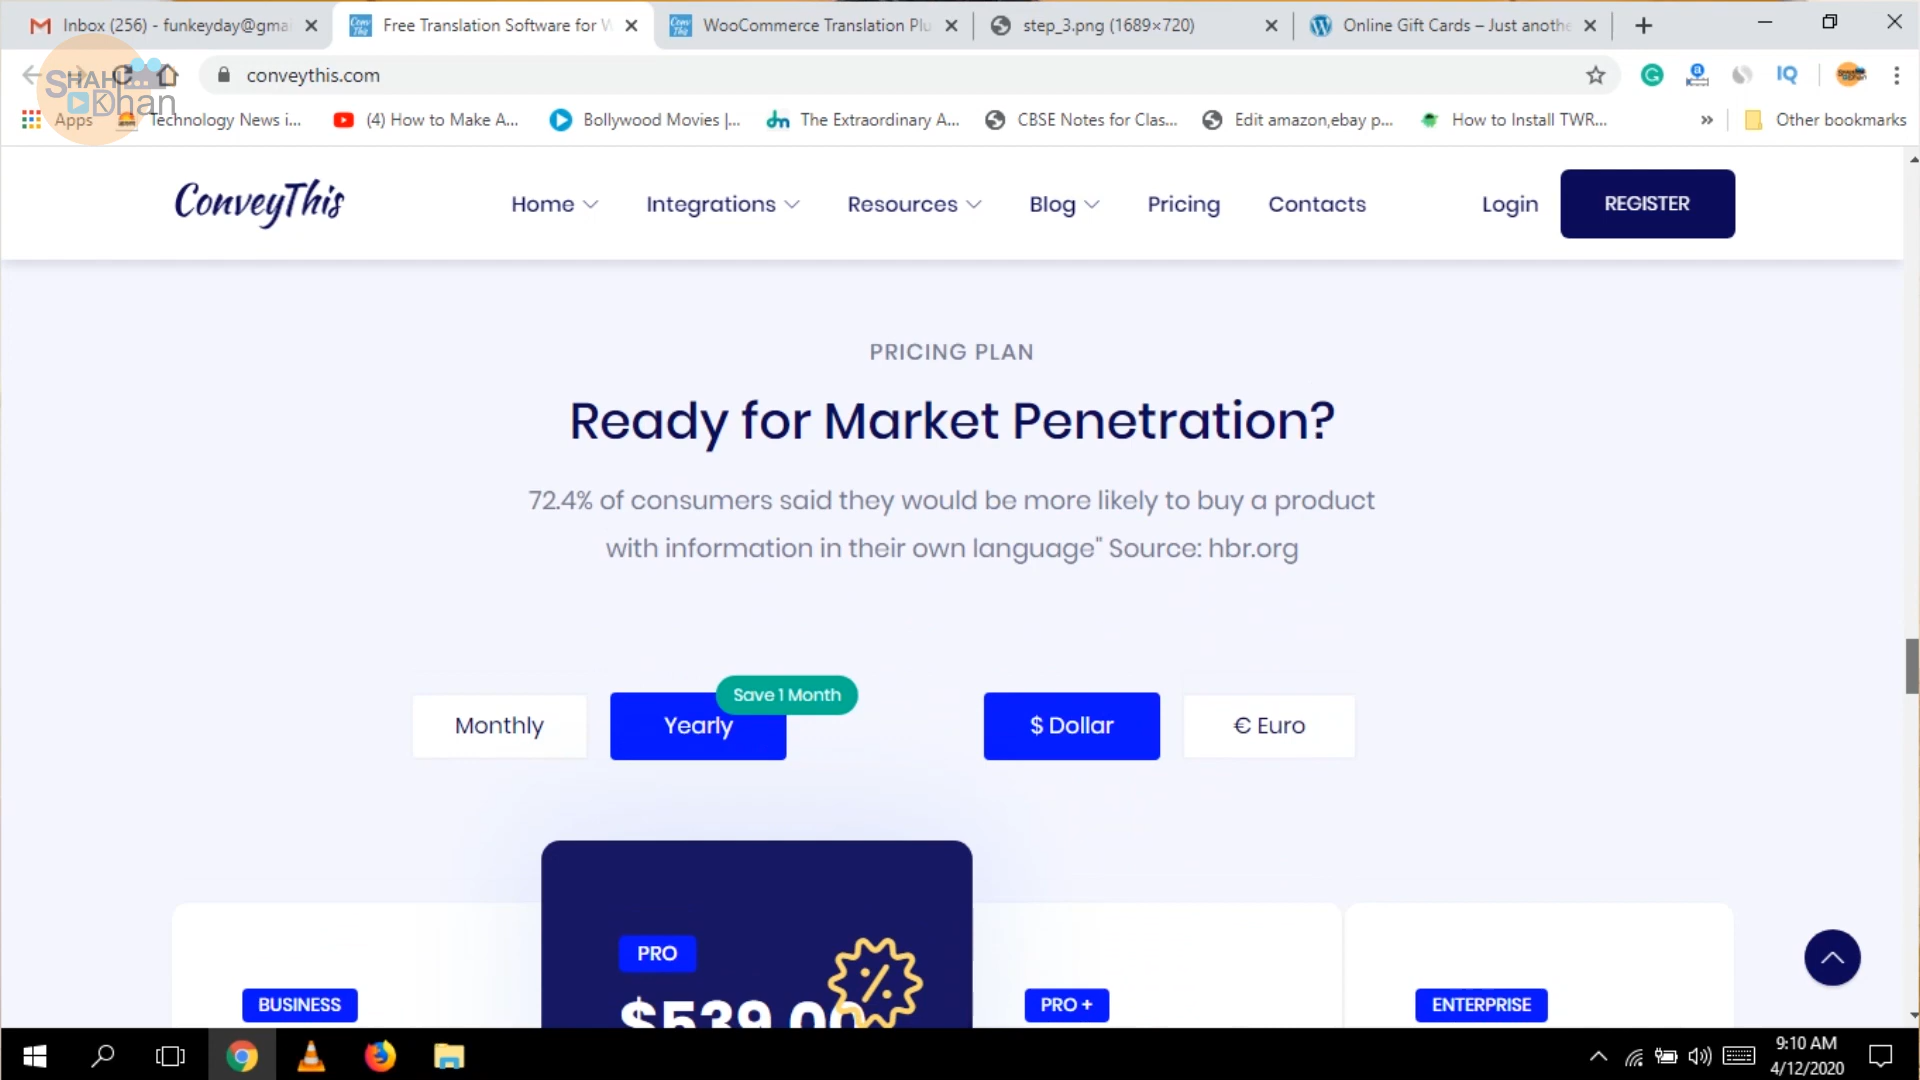 Inbox (256) - funkeyday@gma
Free Translation Software for W
WooCommerce Translation Plu
step_3.png (1689×720)
Online Gift Cards – Just anothe
conveythis.com
IQ
SHAH
Khan
Apps
Technology News i...
(4) How to Make A...
Bollywood Movies |...
dm
The Extraordinary A...
CBSE Notes for Clas...
Edit amazon,ebay p...
How to Install TWR...
»
Other bookmarks
ConveyThis
Home
Integrations
Resources
Blog
Pricing
Contacts
Login
REGISTER
PRICING PLAN
Ready for Market Penetration?
72.4% of consumers said they would be more likely to buy a product
with information in their own language" Source: hbr.org
Save 1 Month
Monthly
Yearly
$ Dollar
€ Euro
PRO
%
$539.00
BUSINESS
PRO +
ENTERPRISE
9:10 AM
4/12/2020